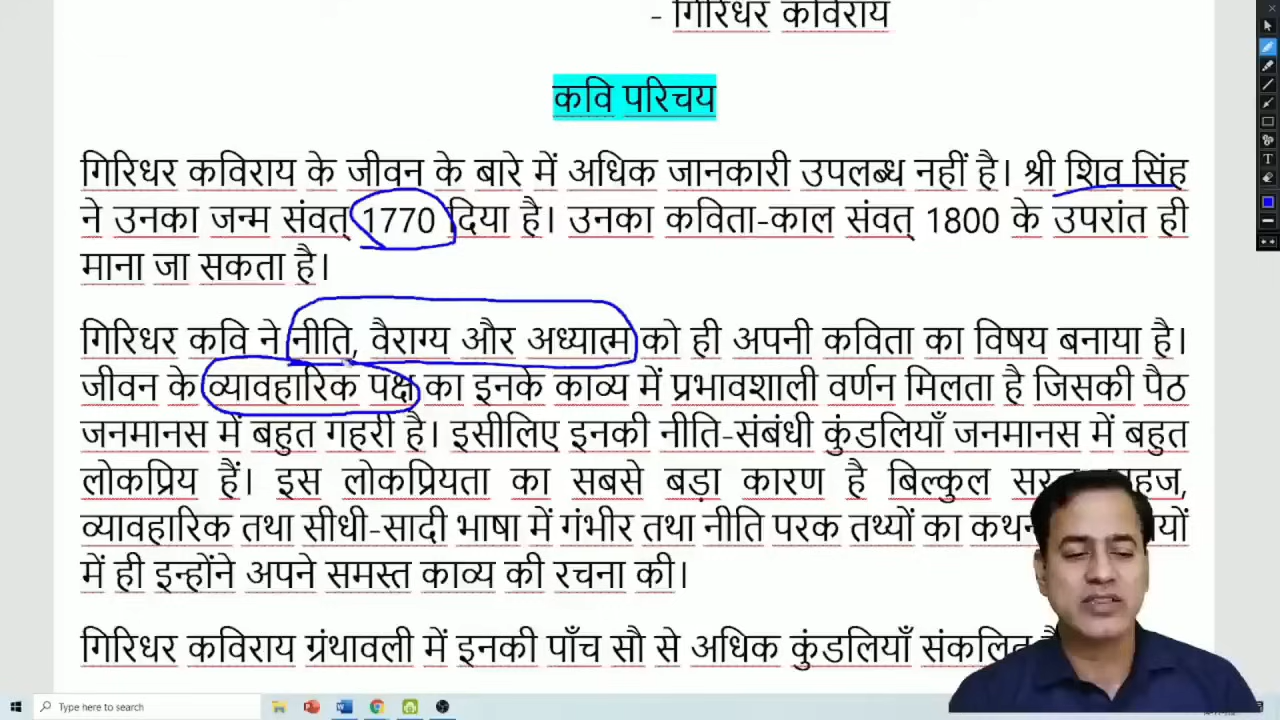 - गिरिधर कविराय
कवि परिचय
गिरिधर कविराय के जीवन के बारे में अधिक जानकारी उपलब्ध नहीं है। श्री शिव सिंह
ने उनका जन्म संवत् 1770 दिया है। उनका कविता-काल संवत् 1800 के उपरांत ही
माना जा सकता है।
गिरिधर कवि ने नीति, वैराग्य और अध्यात्म को ही अपनी कविता का विषय बनाया है।
जीवन के व्यावहारिक पक्ष का इनके काव्य में प्रभावशाली वर्णन मिलता है जिसकी पैठ
जनमानस में बहुत गहरी है। इसीलिए इनकी नीति-संबंधी कुंडलियाँ जनमानस में बहुत
लोकप्रिय हैं। इस लोकप्रियता का सबसे बड़ा कारण है बिल्कुल
व्यावहारिक तथा सीधी-सादी भाषा में गंभीर तथा नीति परक तथ्यों का
में ही इन्होंने अपने समस्त काव्य की रचना की।
गिरिधर कविराय ग्रंथावली में इनकी पाँच सौ से अधिक कुंडलियाँ संकलित
Type here to search